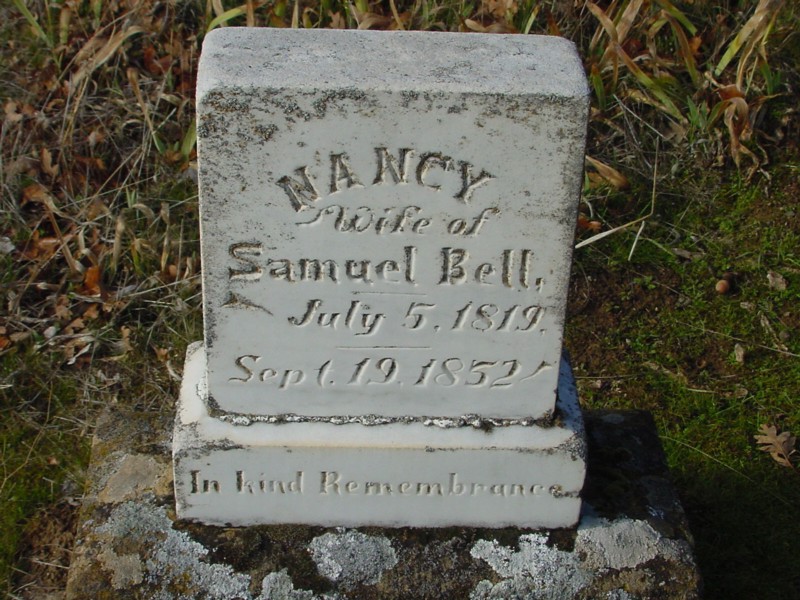 NANCY
Wife of
Samuel Bell,
July 5. 1819.
Sept. 19. 1852
In kind Remembrance